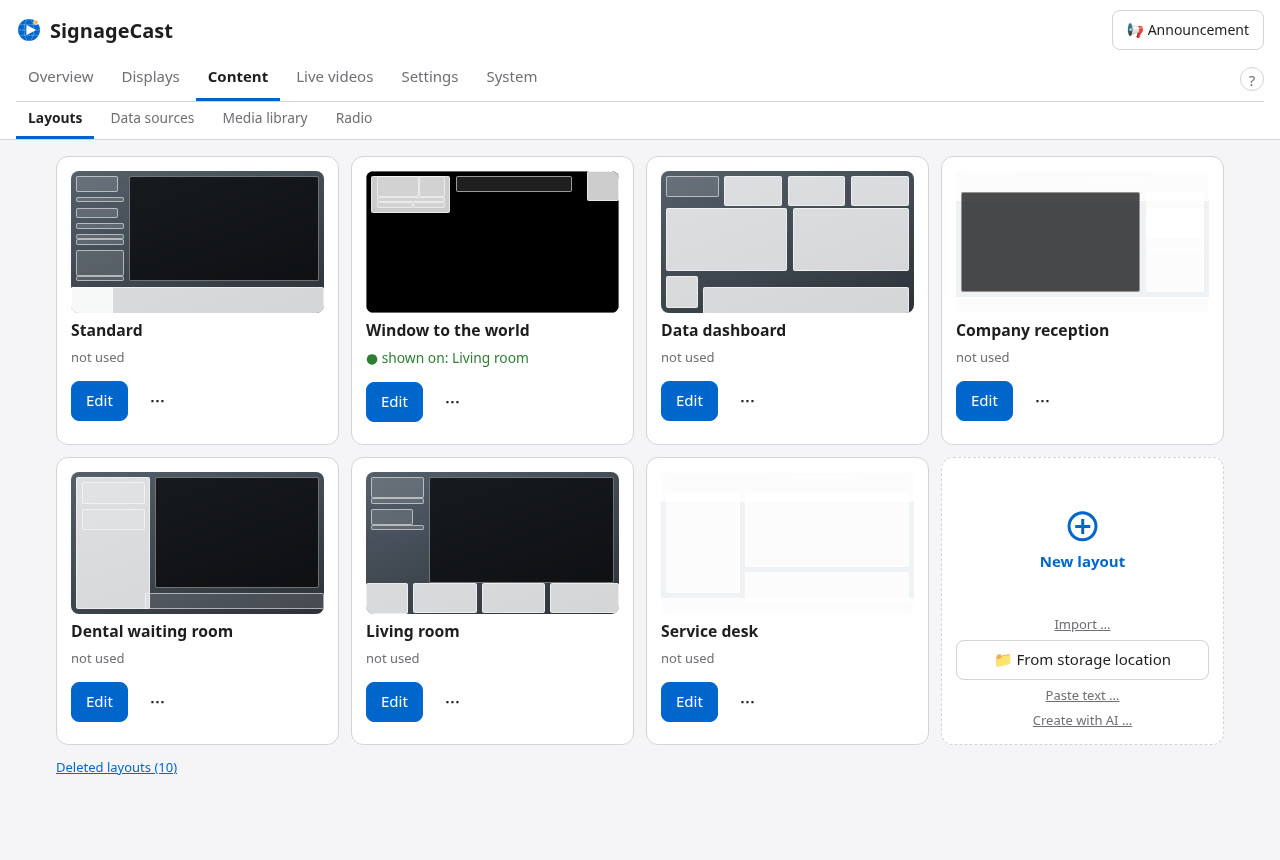 SignageCast
📢 Announcement
Overview Displays Content Live videos Settings System ?
Layouts Data sources Media library Radio
Standard
not used
Edit ...
Window to the world
● shown on: Living room
Edit ...
Data dashboard
not used
Edit ...
Company reception
not used
Edit ...
Dental waiting room
not used
Edit ...
Living room
not used
Edit ...
Service desk
not used
Edit ...
New layout
Import ...
📁 From storage location
Paste text ...
Create with AI ...
Deleted layouts (10)